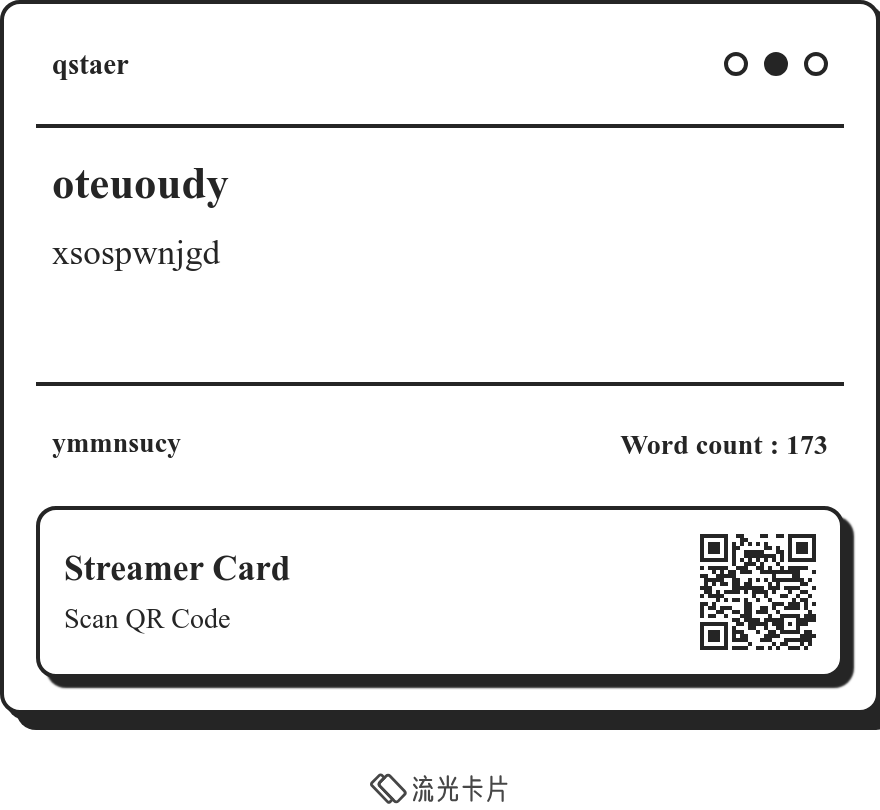 qstaer
oteuoudy
xsospwnjgd
ymmnsucy
Word count : 173
Streamer Card
Scan QR Code
流光卡片